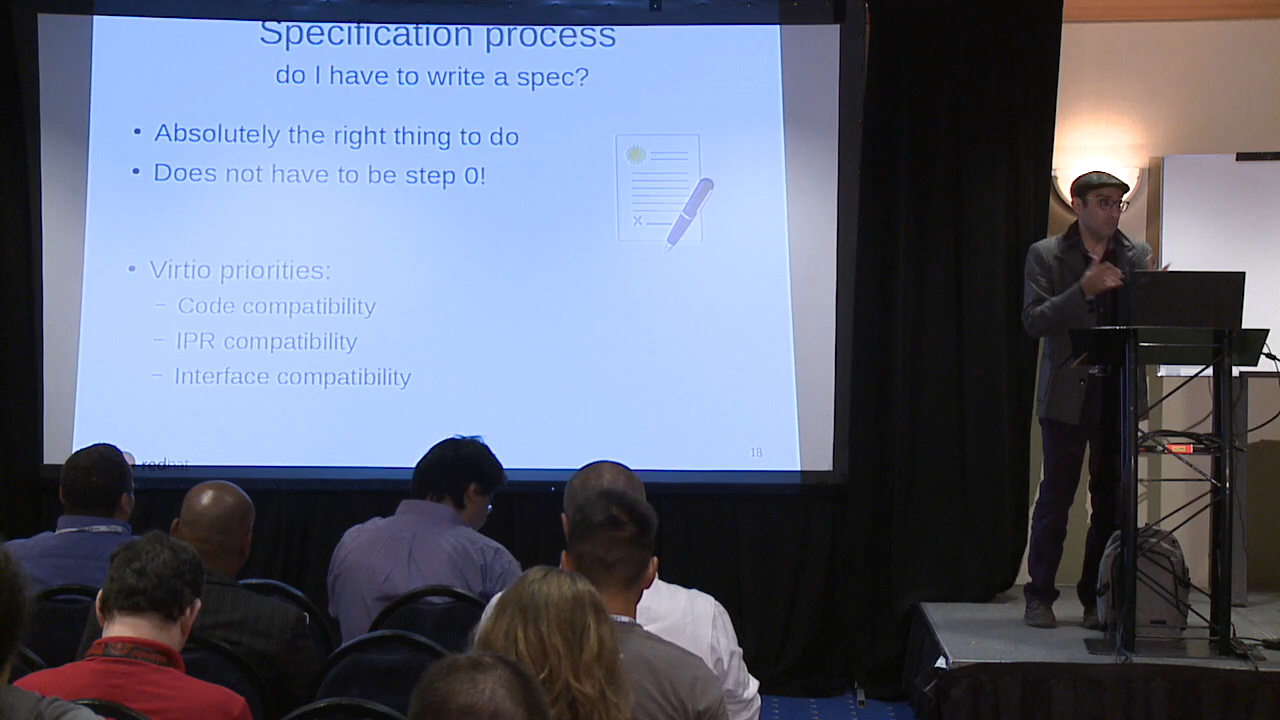 Specification process
do I have to write a spec?
• Absolutely the right thing to do
• Does not have to be step 0!
• Virtio priorities:
– Code compatibility
– IPR compatibility
– Interface compatibility
redhat.
18